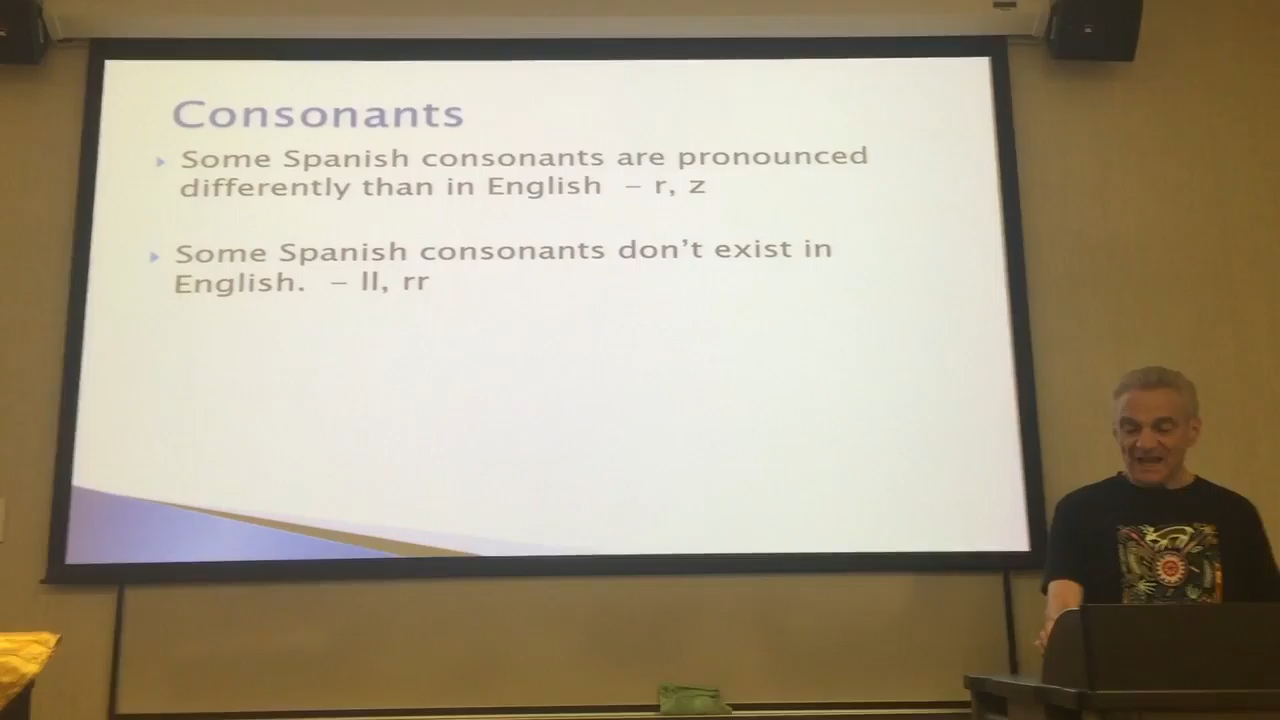 Consonants
Some Spanish consonants are pronounced
differently than in English – r, z
Some Spanish consonants don't exist in
English. – ll, rr